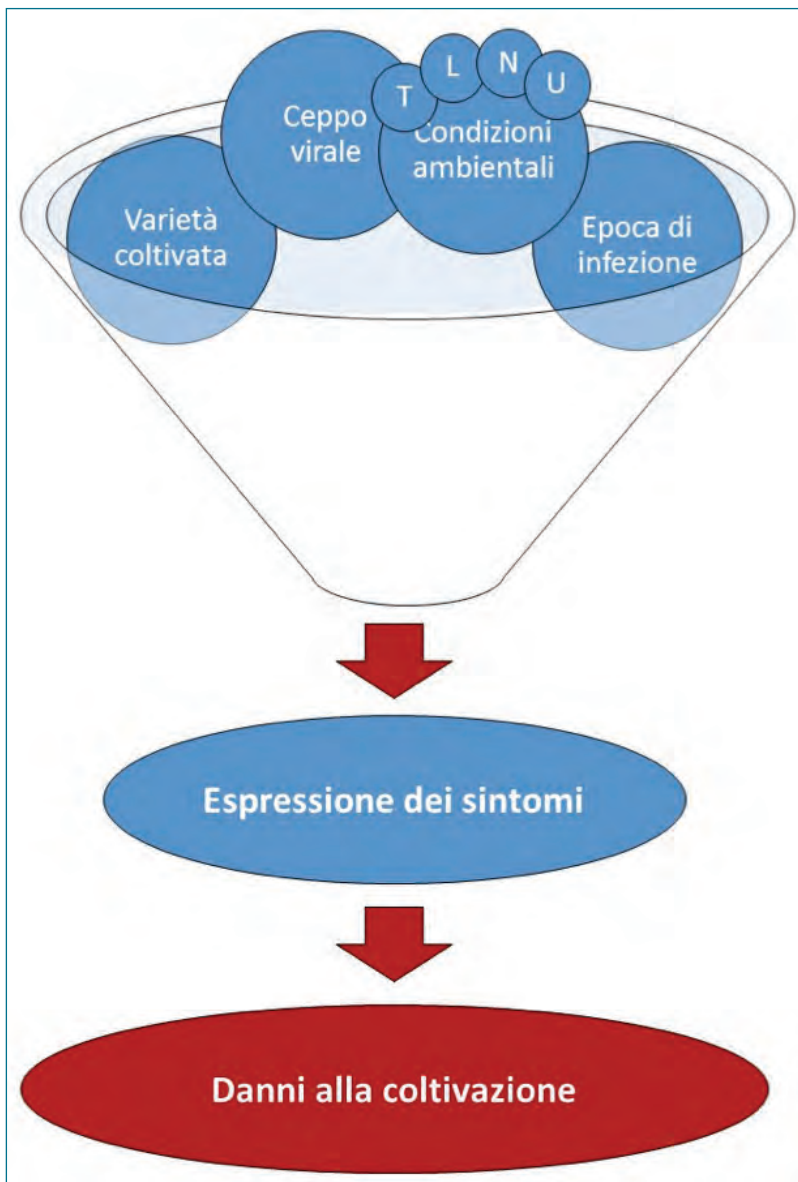 T
L
N
U
Ceppo
virale
Condizioni
ambientali
Varietà
coltivata
Epoca di
infezione
Espressione dei sintomi
Danni alla coltivazione